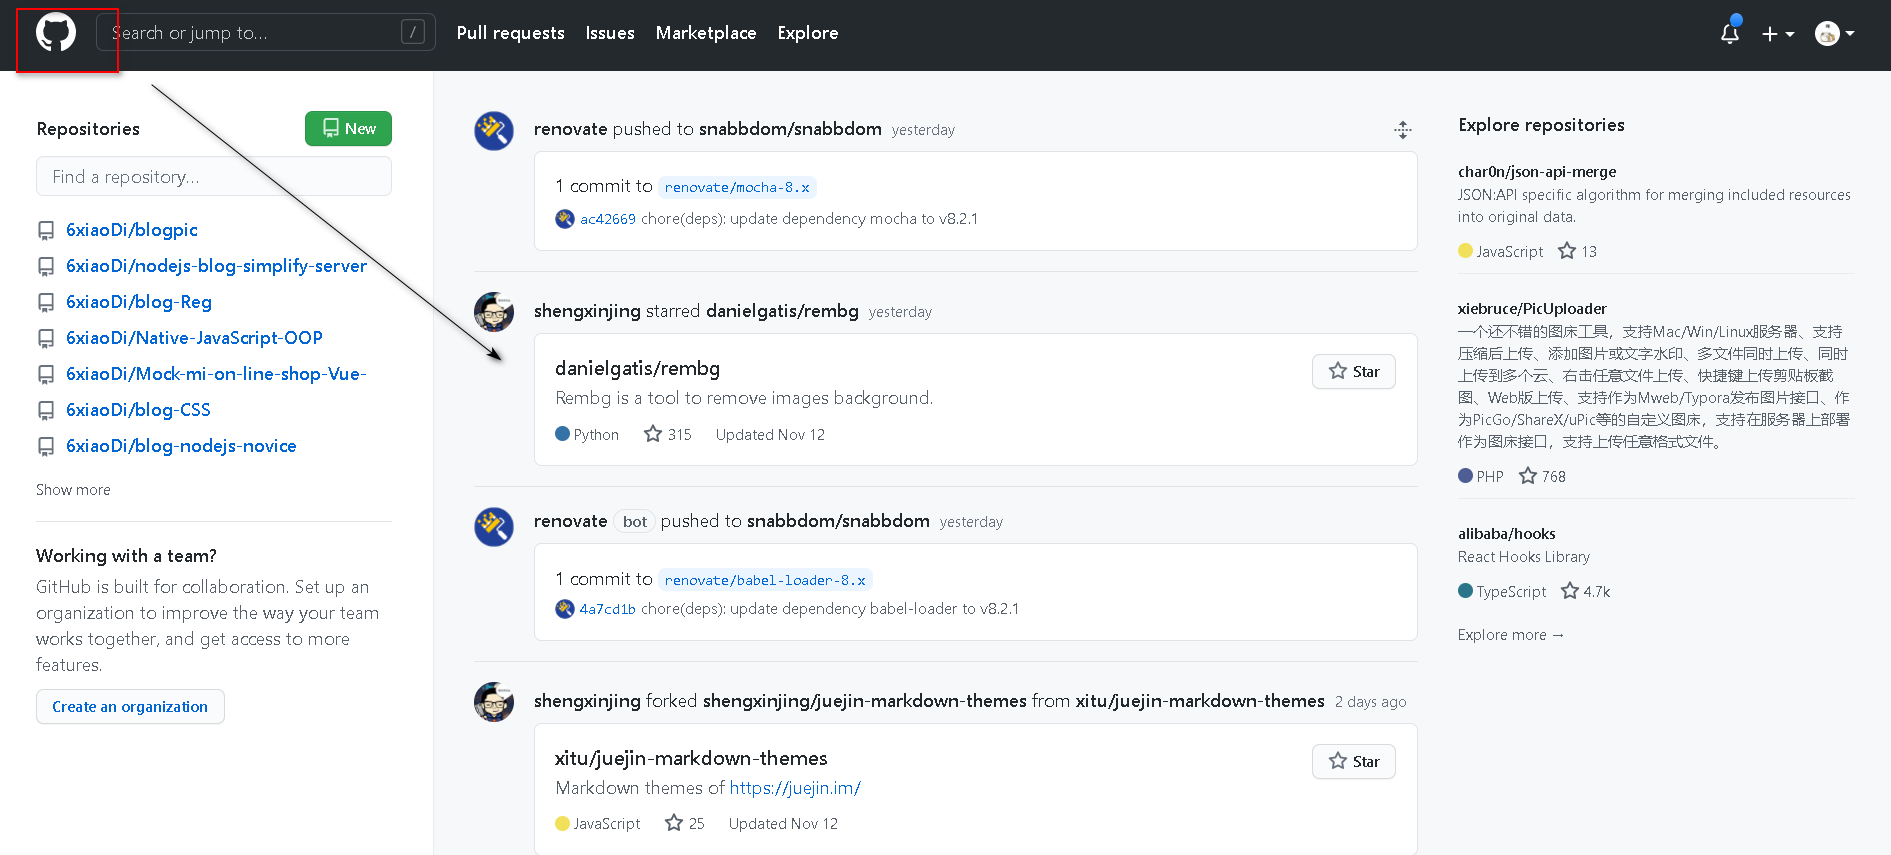 Search or jump to...
/
Pull requests
Issues
Marketplace
Explore
Repositories
New
Find a repository...
6xiaoDi/blogpic
6xiaoDi/nodejs-blog-simplify-server
6xiaoDi/blog-Reg
6xiaoDi/Native-JavaScript-OOP
6xiaoDi/Mock-mi-on-line-shop-Vue-
6xiaoDi/blog-CSS
6xiaoDi/blog-nodejs-novice
Show more
Working with a team?
GitHub is built for collaboration. Set up an
organization to improve the way your team
works together, and get access to more
features.
Create an organization
renovate pushed to snabbdom/snabbdom yesterday
1 commit to renovate/mocha-8.x
ac42669 chore(deps): update dependency mocha to v8.2.1
shengxinjing starred danielgatis/rembg yesterday
danielgatis/rembg
Star
Rembg is a tool to remove images background.
Python 315 Updated Nov 12
renovate bot pushed to snabbdom/snabbdom yesterday
1 commit to renovate/babel-loader-8.x
4a7cd1b chore(deps): update dependency babel-loader to v8.2.1
shengxinjing forked shengxinjing/juejin-markdown-themes from xitu/juejin-markdown-themes 2 days ago
xitu/juejin-markdown-themes
Star
Markdown themes of https://juejin.im/
JavaScript 25 Updated Nov 12
Explore repositories
char0n/json-api-merge
JSON:API specific algorithm for merging included resources
into original data.
JavaScript 13
xiebruce/PicUploader
一个还不错的图床工具，支持Mac/Win/Linux服务器、支持
压缩后上传、添加图片或文字水印、多文件同时上传、同时
上传到多个云、右击任意文件上传、快捷键上传剪贴板截
图、Web版上传、支持作为Mweb/Typora发布图片接口、作
为PicGo/ShareX/uPic等的自定义图床，支持在服务器上部署
作为图床接口，支持上传任意格式文件。
PHP 768
alibaba/hooks
React Hooks Library
TypeScript 4.7k
Explore more →